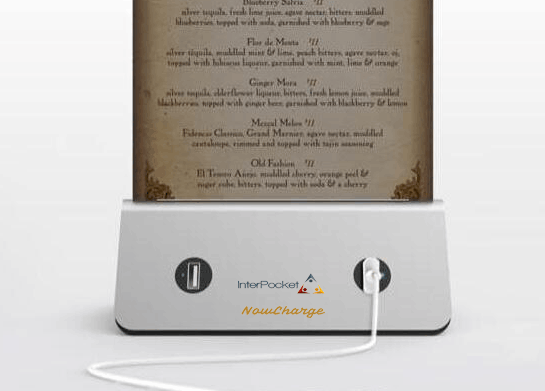 Blueberry Salvia $11
silver tequila, fresh lime juice, agave nectar, bitters, muddled
blueberries, topped with soda, garnished with blueberry & sage
Flor de Menta $11
silver tequila, muddled mint & lime, peach bitters, agave nectar, oj,
topped with hibiscus liqueur, garnished with mint, lime & orange
Ginger Mora $11
silver tequila, elderflower liqueur, bitters, fresh lemon juice, muddled
blackberries, topped with ginger beer, garnished with blackberry & lemon
Mezcal Melon $11
Fidencio Classico, Grand Marnier, agave nectar, muddled
cantaloupe, rimmed and topped with tajin seasoning
Old Fashion $11
El Tesoro Añejo, muddled cherry, orange peel &
sugar cube, bitters, topped with soda & a cherry
InterPocket
NowCharge